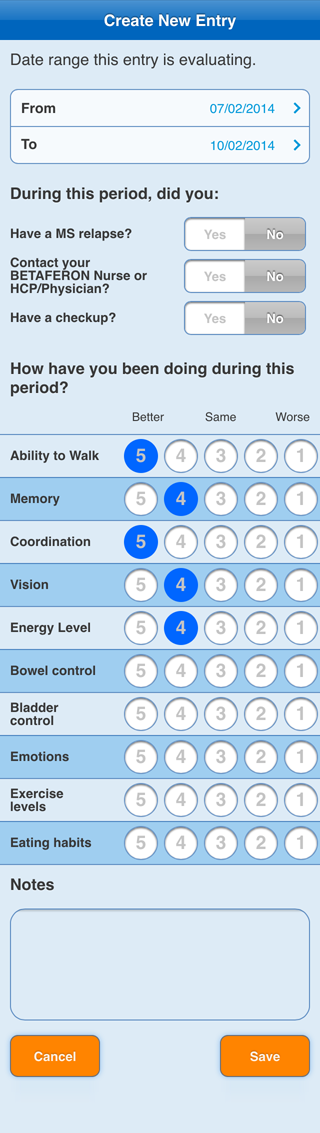 Create New Entry
Date range this entry is evaluating.
From 07/02/2014
To 10/02/2014
During this period, did you:
Have a MS relapse? Yes No
Contact your
BETAFERON Nurse or
HCP/Physician? Yes No
Have a checkup? Yes No
How have you been doing during this
period?
Better Same Worse
Ability to Walk 5 4 3 2 1
Memory 5 4 3 2 1
Coordination 5 4 3 2 1
Vision 5 4 3 2 1
Energy Level 5 4 3 2 1
Bowel control 5 4 3 2 1
Bladder
control 5 4 3 2 1
Emotions 5 4 3 2 1
Exercise
levels 5 4 3 2 1
Eating habits 5 4 3 2 1
Notes
Cancel Save